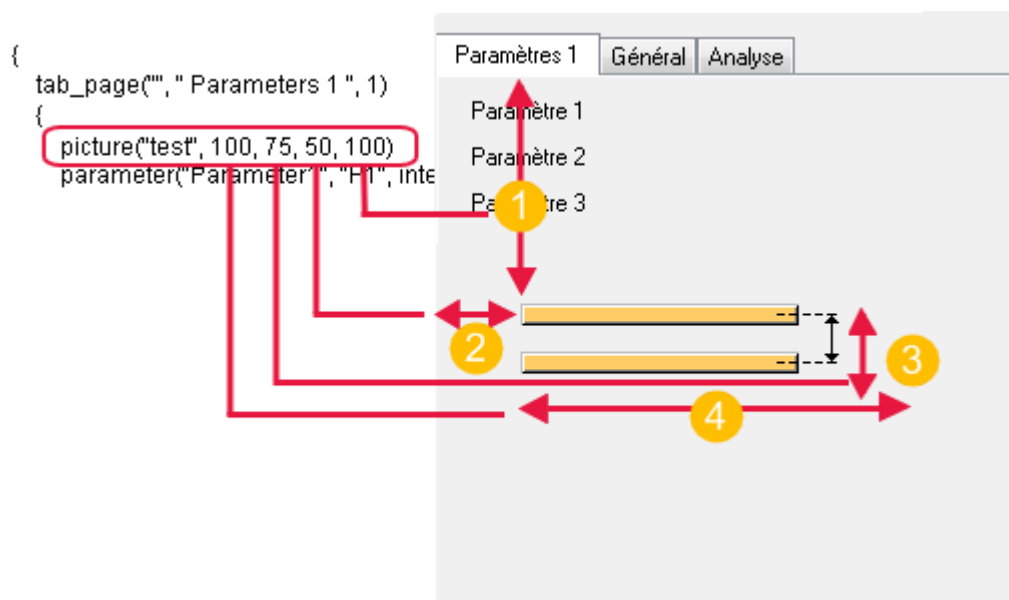 {
tab_page("", " Parameters 1 ", 1)
{
picture("test", 100, 75, 50, 100)
parameter("Parameter1", "P1", inte
Paramètres 1
Général
Analyse
Paramètre 1
Paramètre 2
Paramètre 3
1
2
3
4